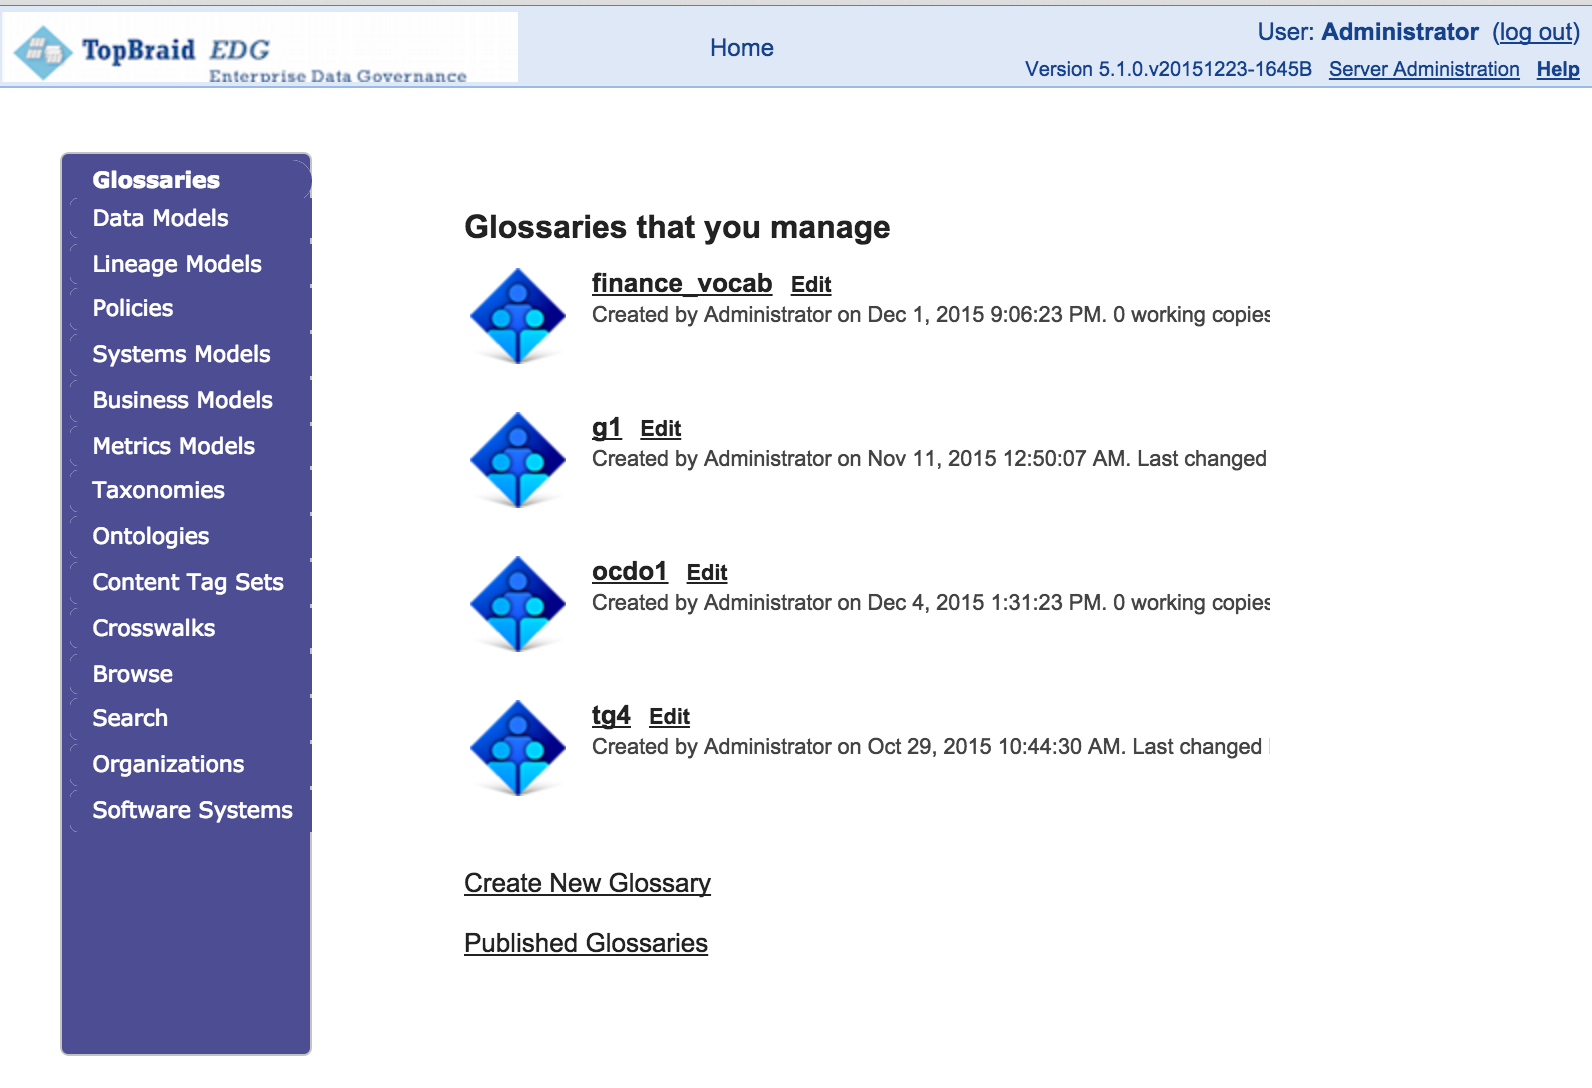 TopBraid EDG
Enterprise Data Governance
Home
User: Administrator (log out)
Version 5.1.0.v20151223-1645B Server Administration Help
Glossaries
Data Models
Lineage Models
Policies
Systems Models
Business Models
Metrics Models
Taxonomies
Ontologies
Content Tag Sets
Crosswalks
Browse
Search
Organizations
Software Systems
Glossaries that you manage
finance_vocab Edit
Created by Administrator on Dec 1, 2015 9:06:23 PM. 0 working copies
g1 Edit
Created by Administrator on Nov 11, 2015 12:50:07 AM. Last changed
ocdo1 Edit
Created by Administrator on Dec 4, 2015 1:31:23 PM. 0 working copies
tg4 Edit
Created by Administrator on Oct 29, 2015 10:44:30 AM. Last changed
Create New Glossary
Published Glossaries